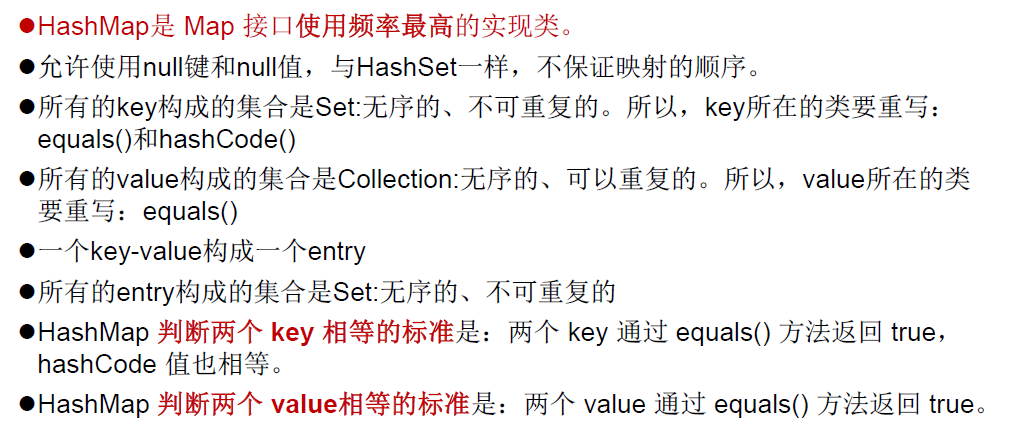 ●HashMap是 Map 接口使用频率最高的实现类。
●允许使用null键和null值，与HashSet一样，不保证映射的顺序。
●所有的key构成的集合是Set:无序的、不可重复的。所以，key所在的类要重写：
equals()和hashCode()
●所有的value构成的集合是Collection:无序的、可以重复的。所以，value所在的类
要重写：equals()
●一个key-value构成一个entry
●所有的entry构成的集合是Set:无序的、不可重复的
●HashMap 判断两个 key 相等的标准是：两个 key 通过 equals() 方法返回 true，
hashCode 值也相等。
●HashMap 判断两个 value相等的标准是：两个 value 通过 equals() 方法返回 true。